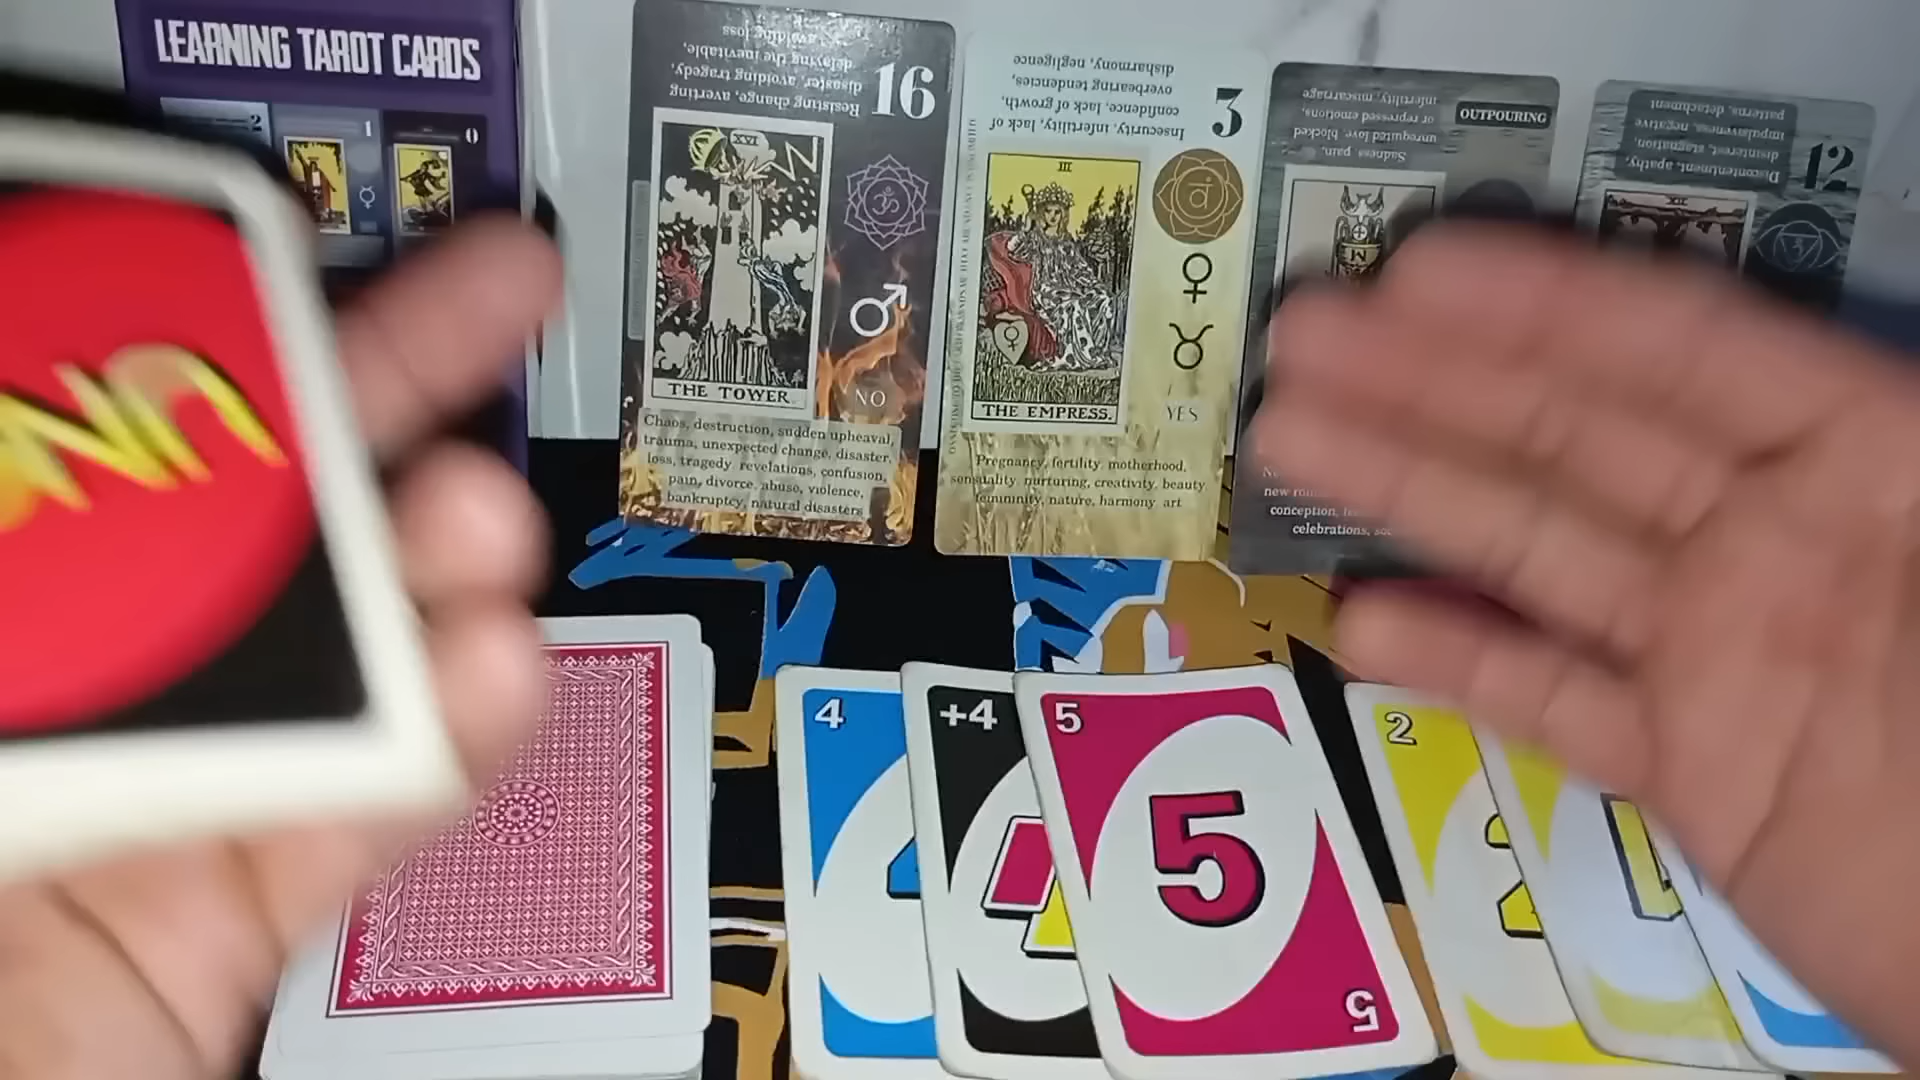 LEARNING TAROT CARDS
2
1
0
Resisting change, averting
disaster, avoiding tragedy,
delaying the inevitable,
avoiding loss
16
XVI
THE TOWER.
NO
Chaos, destruction, sudden upheaval,
trauma, unexpected change, disaster,
loss, tragedy, revelations, confusion,
pain, divorce, abuse, violence,
bankruptcy, natural disasters
Insecurity, infertility, lack of
confidence, lack of growth,
overbearing tendencies,
disharmony, negligence
3
III
THE EMPRESS.
YES
Pregnancy, fertility, motherhood,
sensuality, nurturing, creativity, beauty,
femininity, nature, harmony, art
Sadness, pain,
unrequited love, blocked
or repressed emotions,
infertility, miscarriage
OUTPOURING
new
conception,
celebrations,
Discontentment, apathy,
disinterest, stagnation,
impulsiveness, negative
patterns, detachment
12
XII
4
+4
5
5
5
2
2